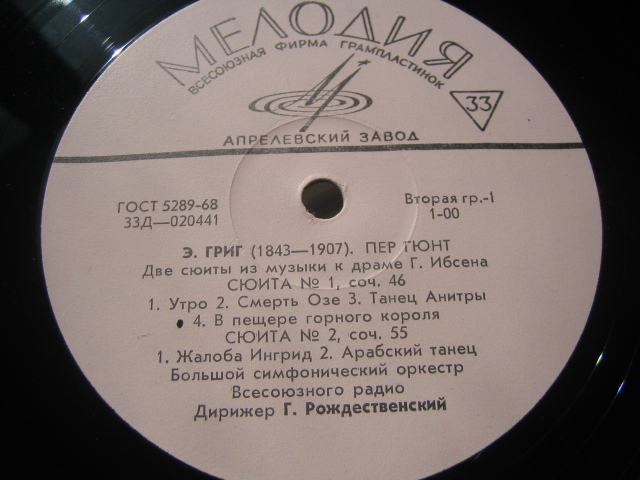 МЕЛОДИЯ
ВСЕСОЮЗНАЯ ФИРМА ГРАМПЛАСТИНОК
33
АПРЕЛЕВСКИЙ ЗАВОД
ГОСТ 5289-68
33Д—020441
Вторая гр.-1
1-00
Э. ГРИГ (1843—1907). ПЕР ГЮНТ
Две сюиты из музыки к драме Г. Ибсена
СЮИТА № 1, соч. 46
1. Утро 2. Смерть Озе 3. Танец Анитры
4. В пещере горного короля
СЮИТА № 2, соч. 55
1. Жалоба Ингрид 2. Арабский танец
Большой симфонический оркестр
Всесоюзного радио
Дирижер Г. Рождественский